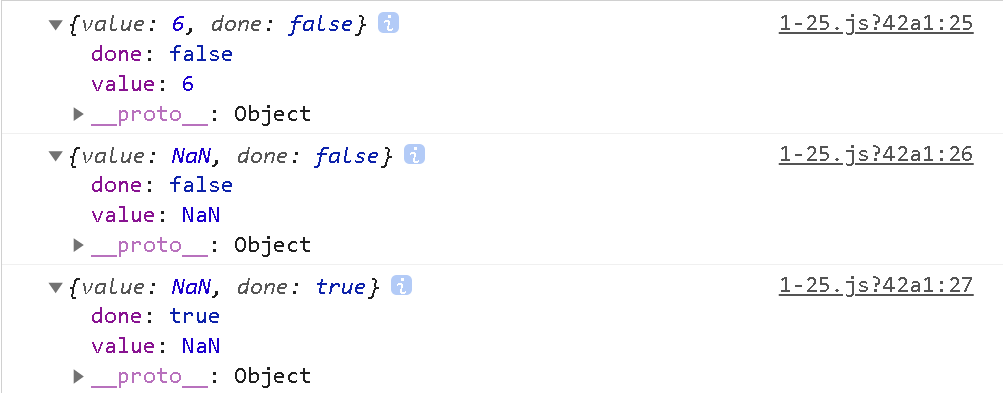 ▼{value: 6, done: false} i 1-25.js?42a1:25
done: false
value: 6
▶__proto__: Object
▼{value: NaN, done: false} i 1-25.js?42a1:26
done: false
value: NaN
▶__proto__: Object
▼{value: NaN, done: true} i 1-25.js?42a1:27
done: true
value: NaN
▶__proto__: Object